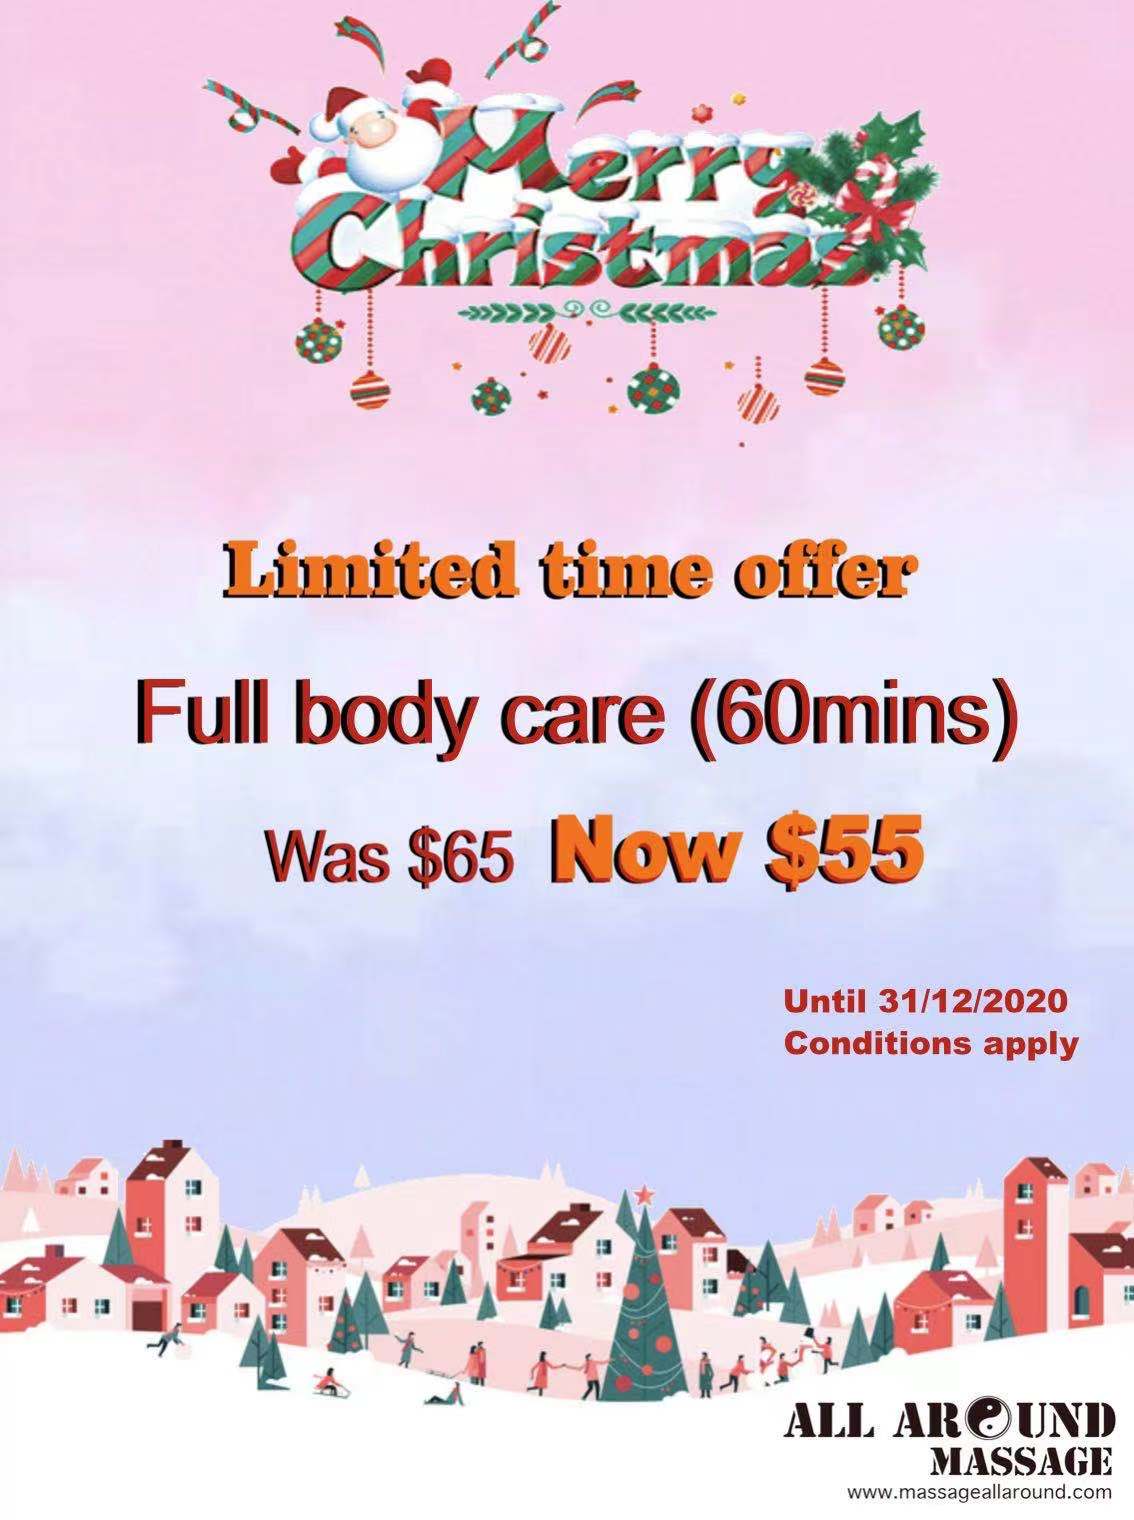 Merry
Christmas
Limited time offer
Full body care (60mins)
Was $65 Now $55
Until 31/12/2020
Conditions apply
ALL AROUND
MASSAGE
www.massageallaround.com